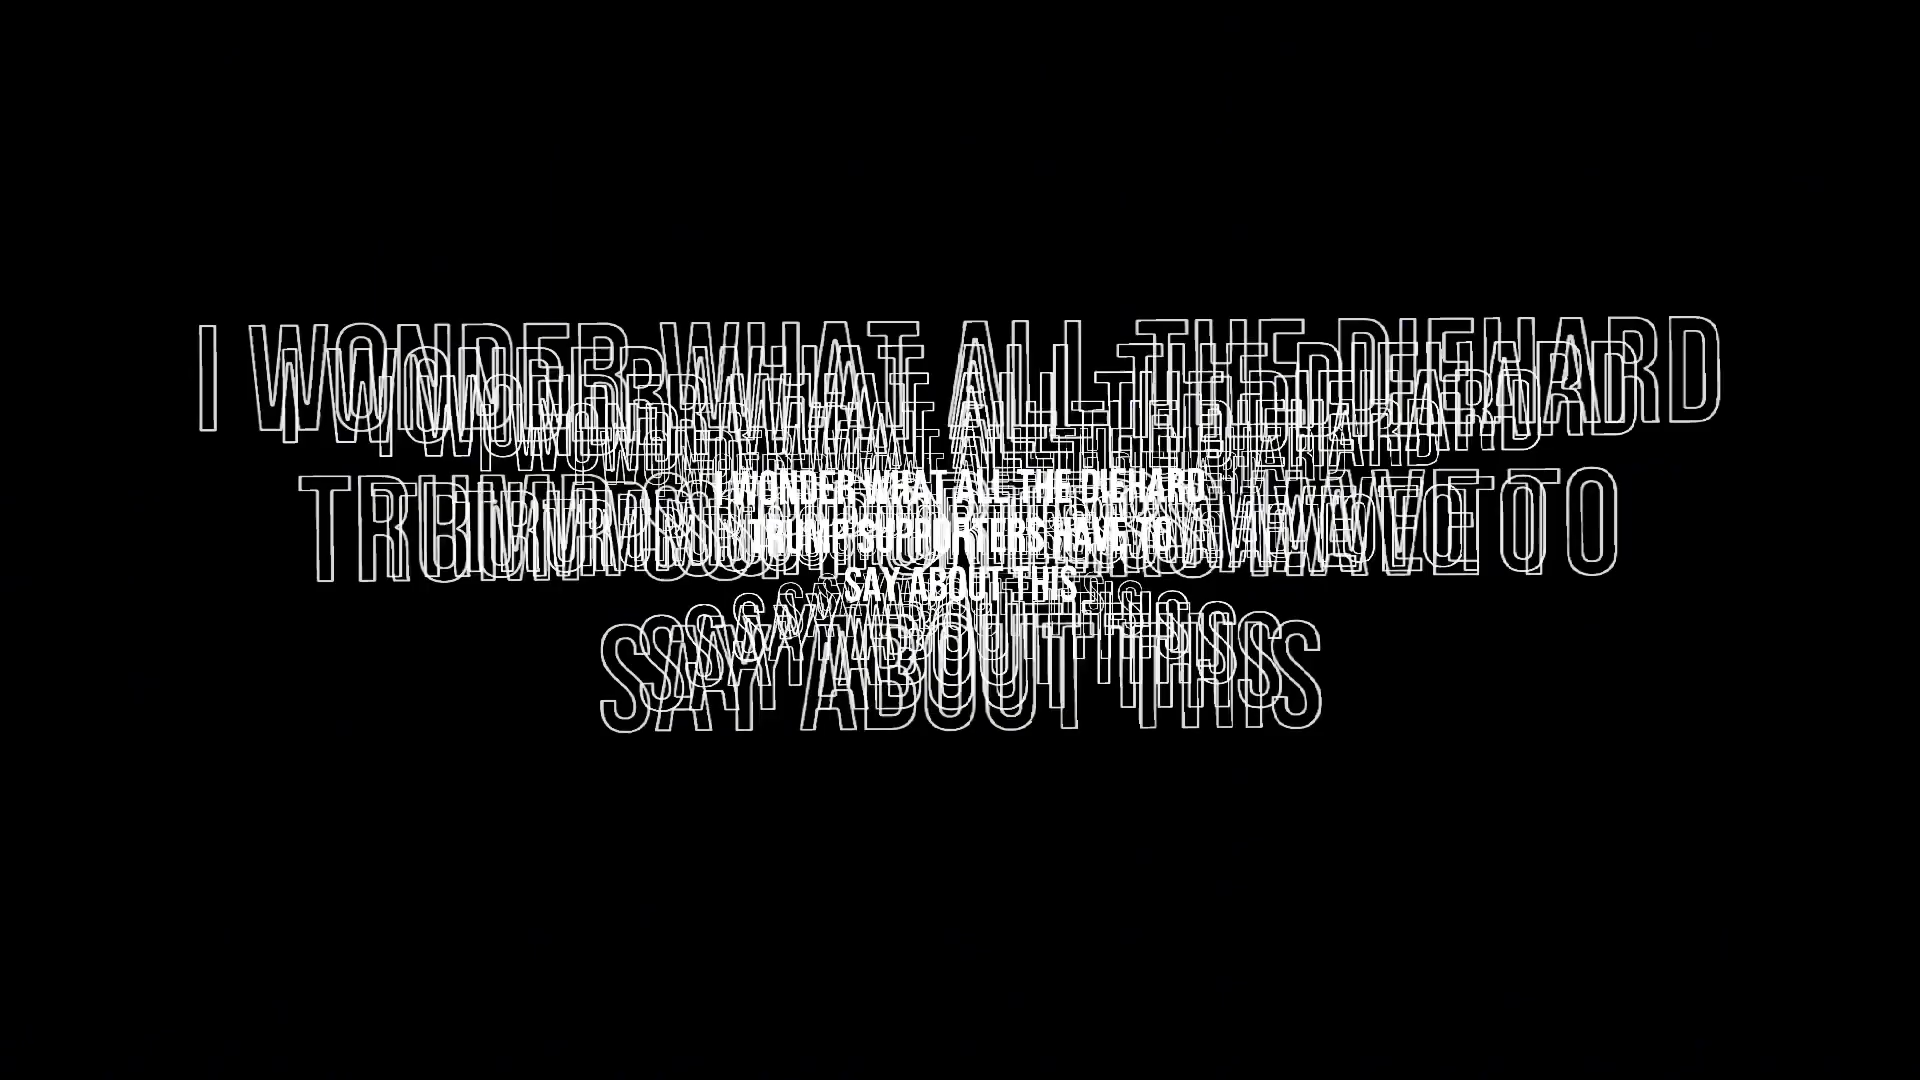 I WONDER WHAT ALL THE DIEHARD
TRUMP SUPPORTERS HAVE TO
SAY ABOUT THIS